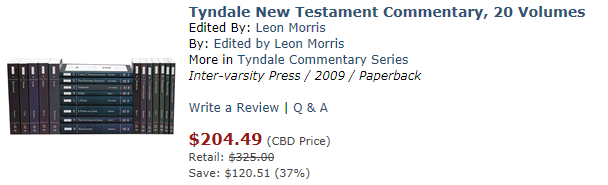 Tyndale New Testament Commentary, 20 Volumes
Edited By: Leon Morris
By: Edited by Leon Morris
More in Tyndale Commentary Series
Inter-varsity Press / 2009 / Paperback
Write a Review | Q & A
$204.49 (CBD Price)
Retail: $325.00
Save: $120.51 (37%)